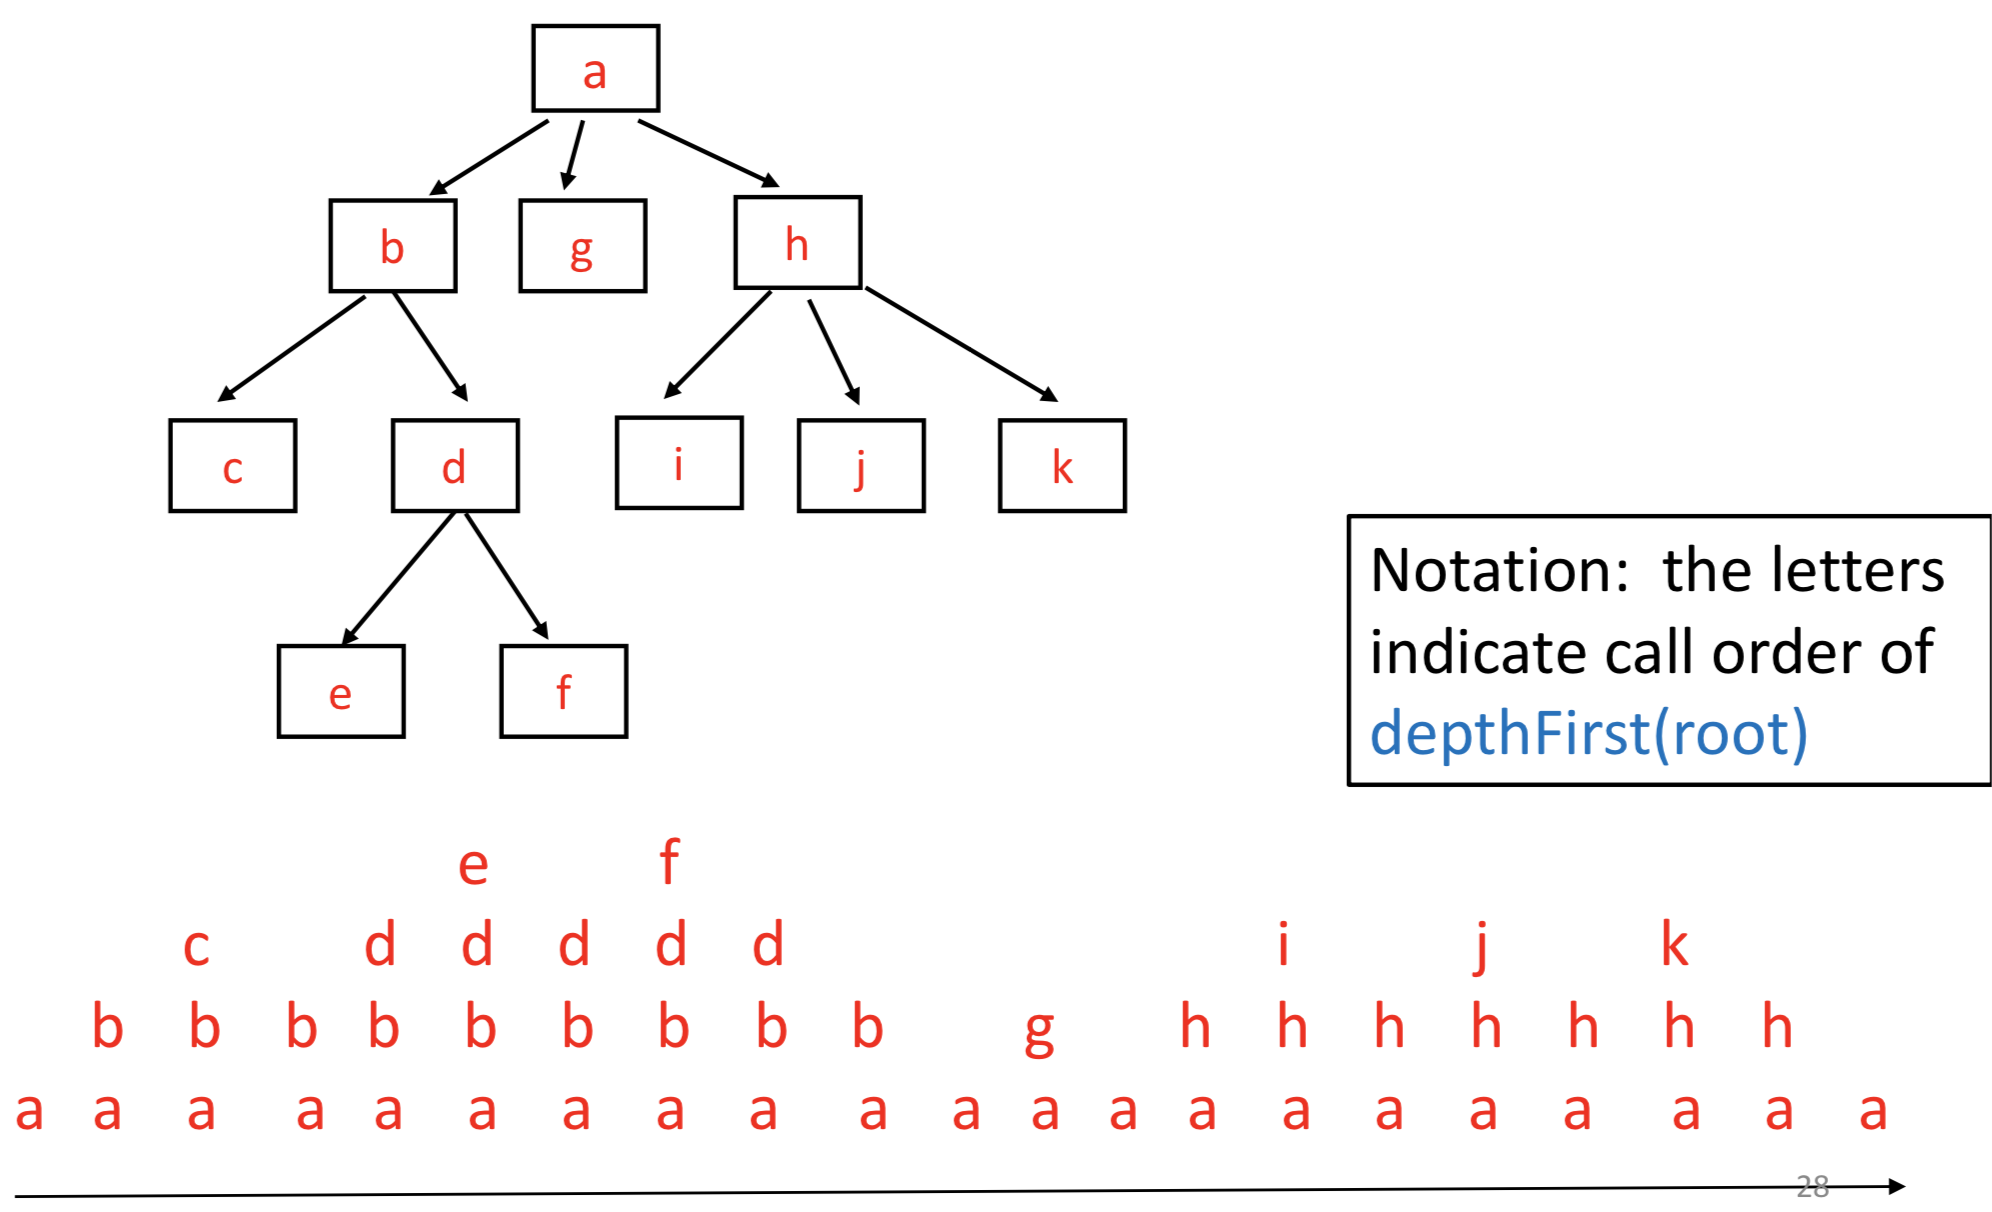 a
b g h
c d i j k
e f
Notation:  the letters
indicate call order of
depthFirst(root)
e f
c d d d d d i j k
b b b b b b b b b g h h h h h h h
a a a a a a a a a a a a a a a a a a a a a
28